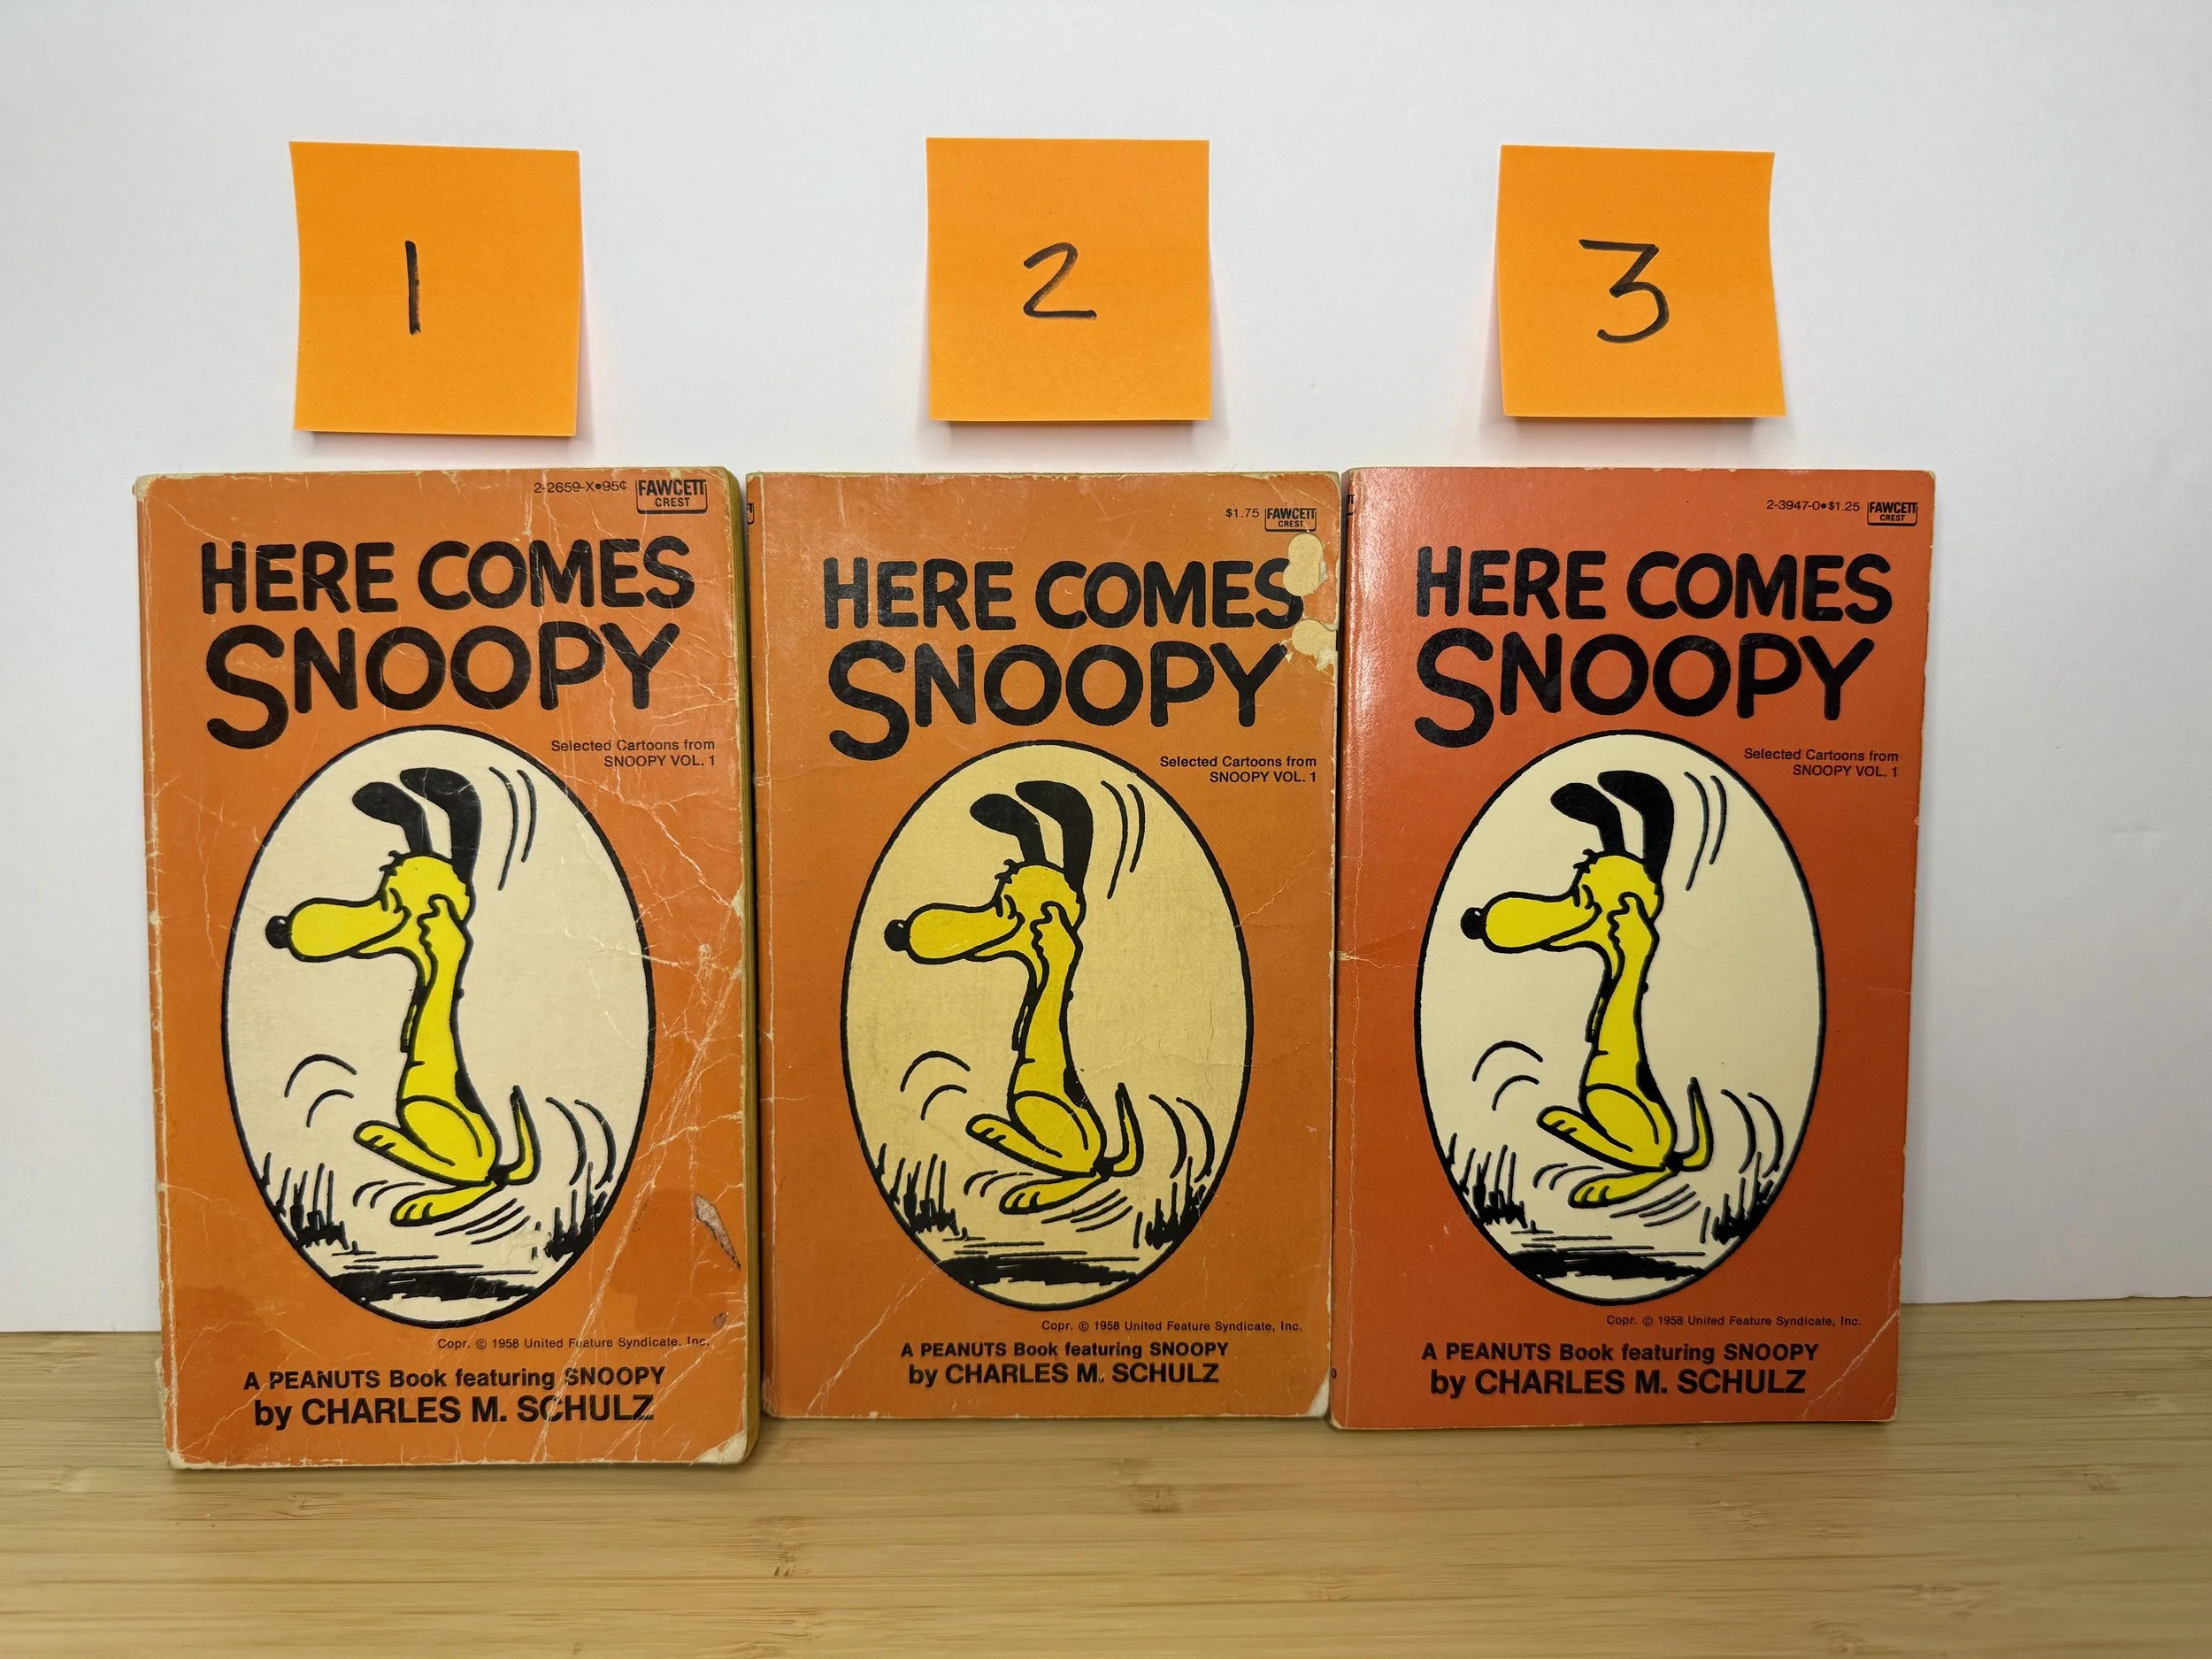 1
2
3
2-2659-X•95¢ FAWCETT CREST
HERE COMES
SNOOPY
Selected Cartoons from
SNOOPY VOL. 1
Copr. © 1958 United Feature Syndicate, Inc.
A PEANUTS Book featuring SNOOPY
by CHARLES M. SCHULZ
$1.75 FAWCETT CREST
HERE COMES
SNOOPY
Selected Cartoons from
SNOOPY VOL. 1
Copr. © 1958 United Feature Syndicate, Inc.
A PEANUTS Book featuring SNOOPY
by CHARLES M. SCHULZ
2-3947-0•$1.25 FAWCETT CREST
HERE COMES
SNOOPY
Selected Cartoons from
SNOOPY VOL. 1
Copr. © 1958 United Feature Syndicate, Inc.
A PEANUTS Book featuring SNOOPY
by CHARLES M. SCHULZ